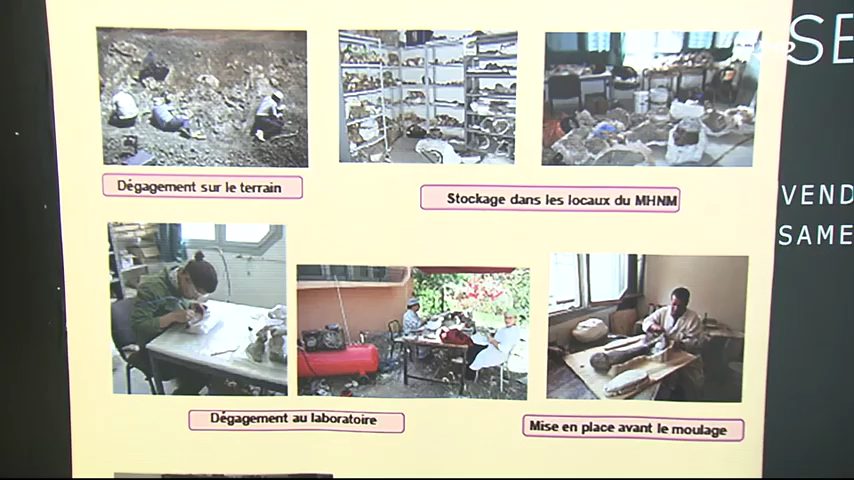 SE
Dégagement sur le terrain
Stockage dans les locaux du MHNM
VEND
SAME
Dégagement au laboratoire
Mise en place avant le moulage